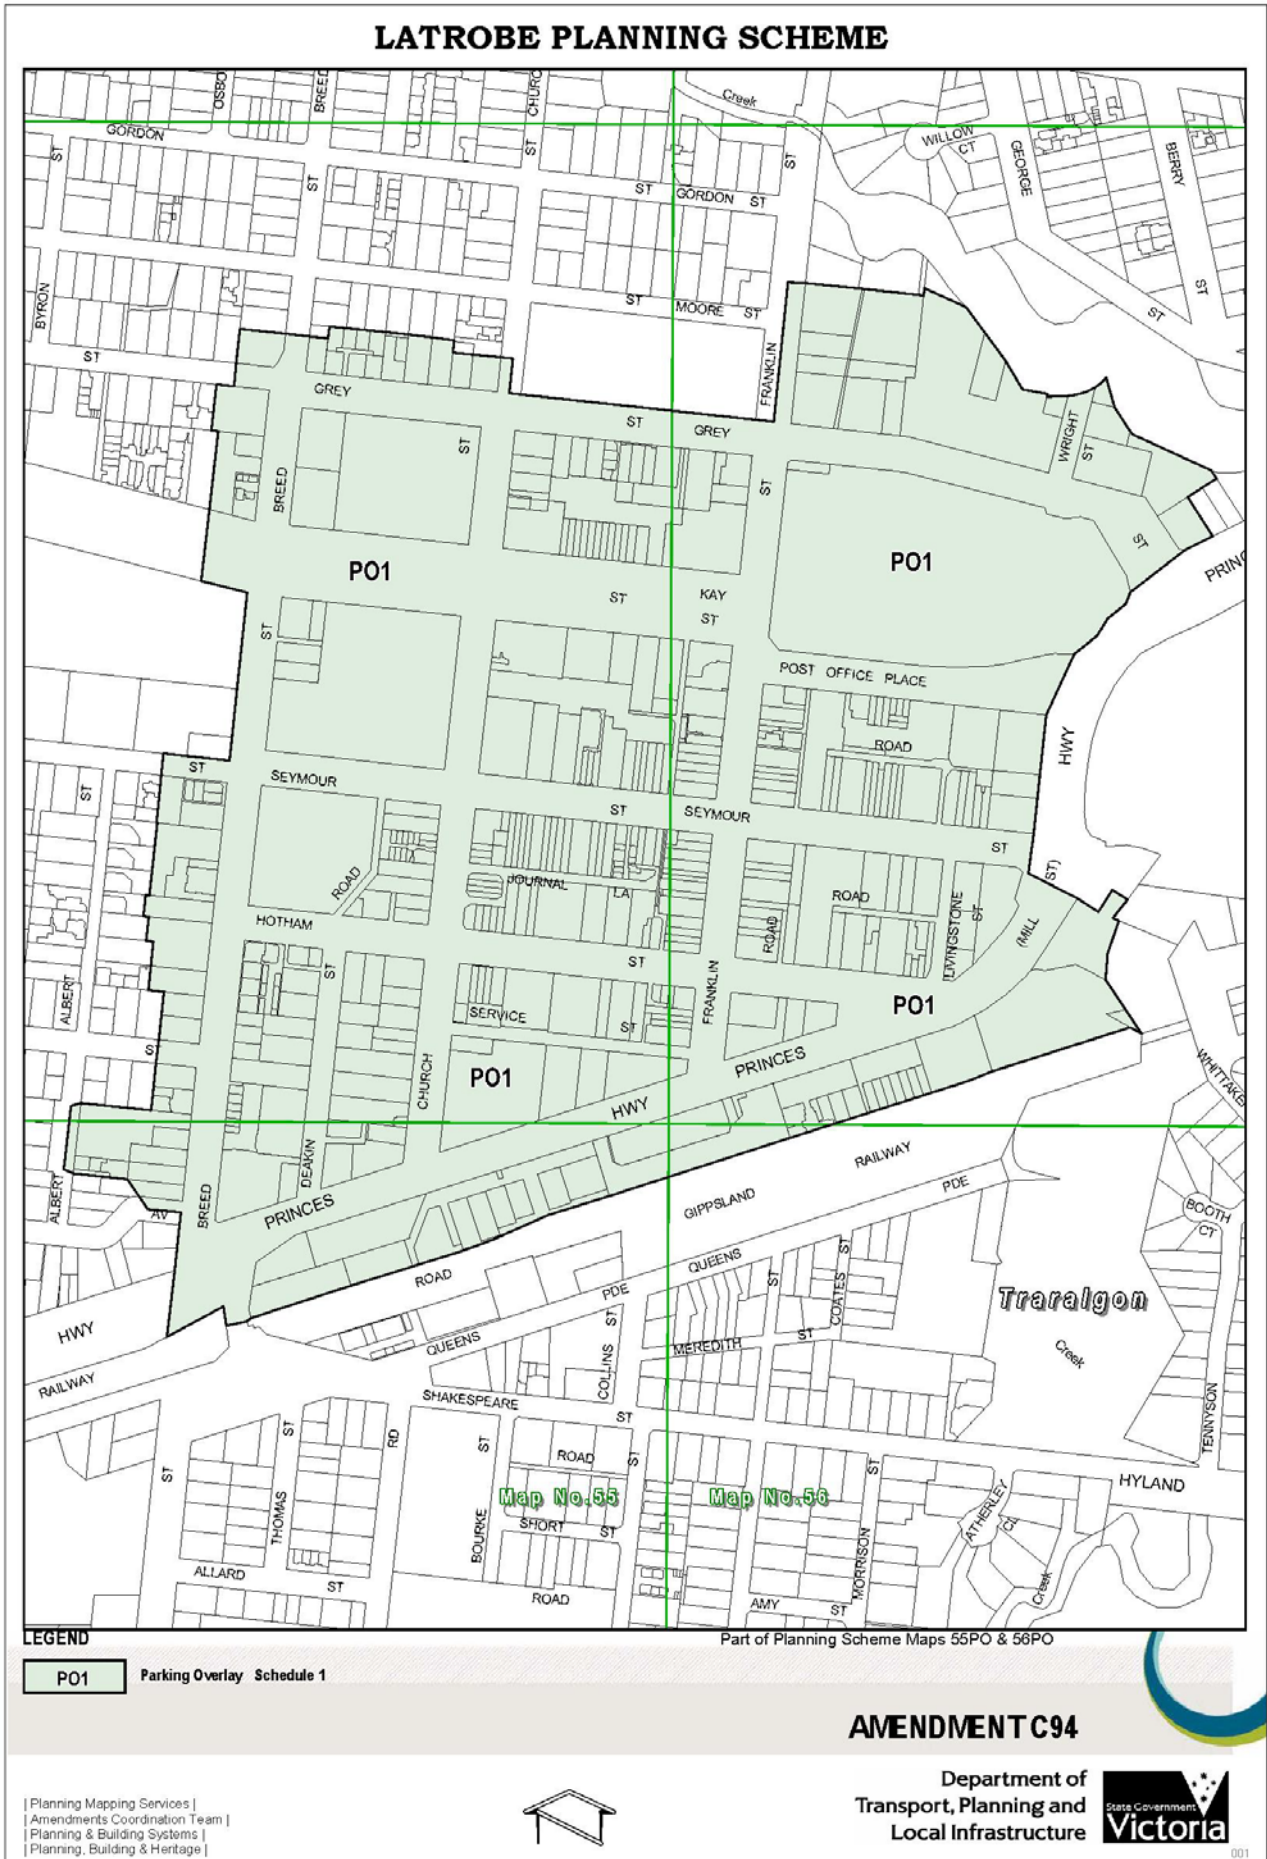 LATROBE PLANNING SCHEME
OSBO
BREED
CHURC
Creek
GORDON
WILLOW
CT
ST
ST
ST
ST
GEORGE
BERRY
ST
GORDON
ST
ST
BYRON
ST
MOORE
ST
ST
ST
FRANKLIN
GREY
ST
GREY
WRIGHT
ST
ST
BREED
ST
ST
PO1
PO1
PRINC
ST
KAY
ST
ST
POST OFFICE PLACE
HWY
ROAD
ST
SEYMOUR
ST
ST
SEYMOUR
ST
ST)
ROAD
JOURNAL
LA
ROAD
LIVINGSTONE
ST
HOTHAM
ROAD
(MILL
ST
ST
ALBERT
FRANKLIN
PO1
SERVICE
ST
ST
PRINCES
WHITTAKE
CHURCH
PO1
HWY
DEAKIN
RAILWAY
ALBERT
BREED
AV
PRINCES
GIPPSLAND
PDE
BOOTH
CT
ST
QUEENS
ST
ROAD
PDE
COATES
Traralgon
HWY
ST
QUEENS
MEREDITH
ST
Creek
RAILWAY
COLLINS
SHAKESPEARE
ST
TENNYSON
ST
RD
ST
ROAD
ST
ST
ST
HYLAND
Map No.55
Map No.56
THOMAS
BOURKE
SHORT
ST
ATHERLEY
CL
MORRISON
ALLARD
ST
ROAD
AMY
ST
Creek
LEGEND
Part of Planning Scheme Maps 55PO & 56PO
PO1
Parking Overlay Schedule 1
AMENDMENT C94
Department of
Transport, Planning and
Local Infrastructure
State Government
Victoria
| Planning Mapping Services |
| Amendments Coordination Team |
| Planning & Building Systems |
| Planning, Building & Heritage |
001